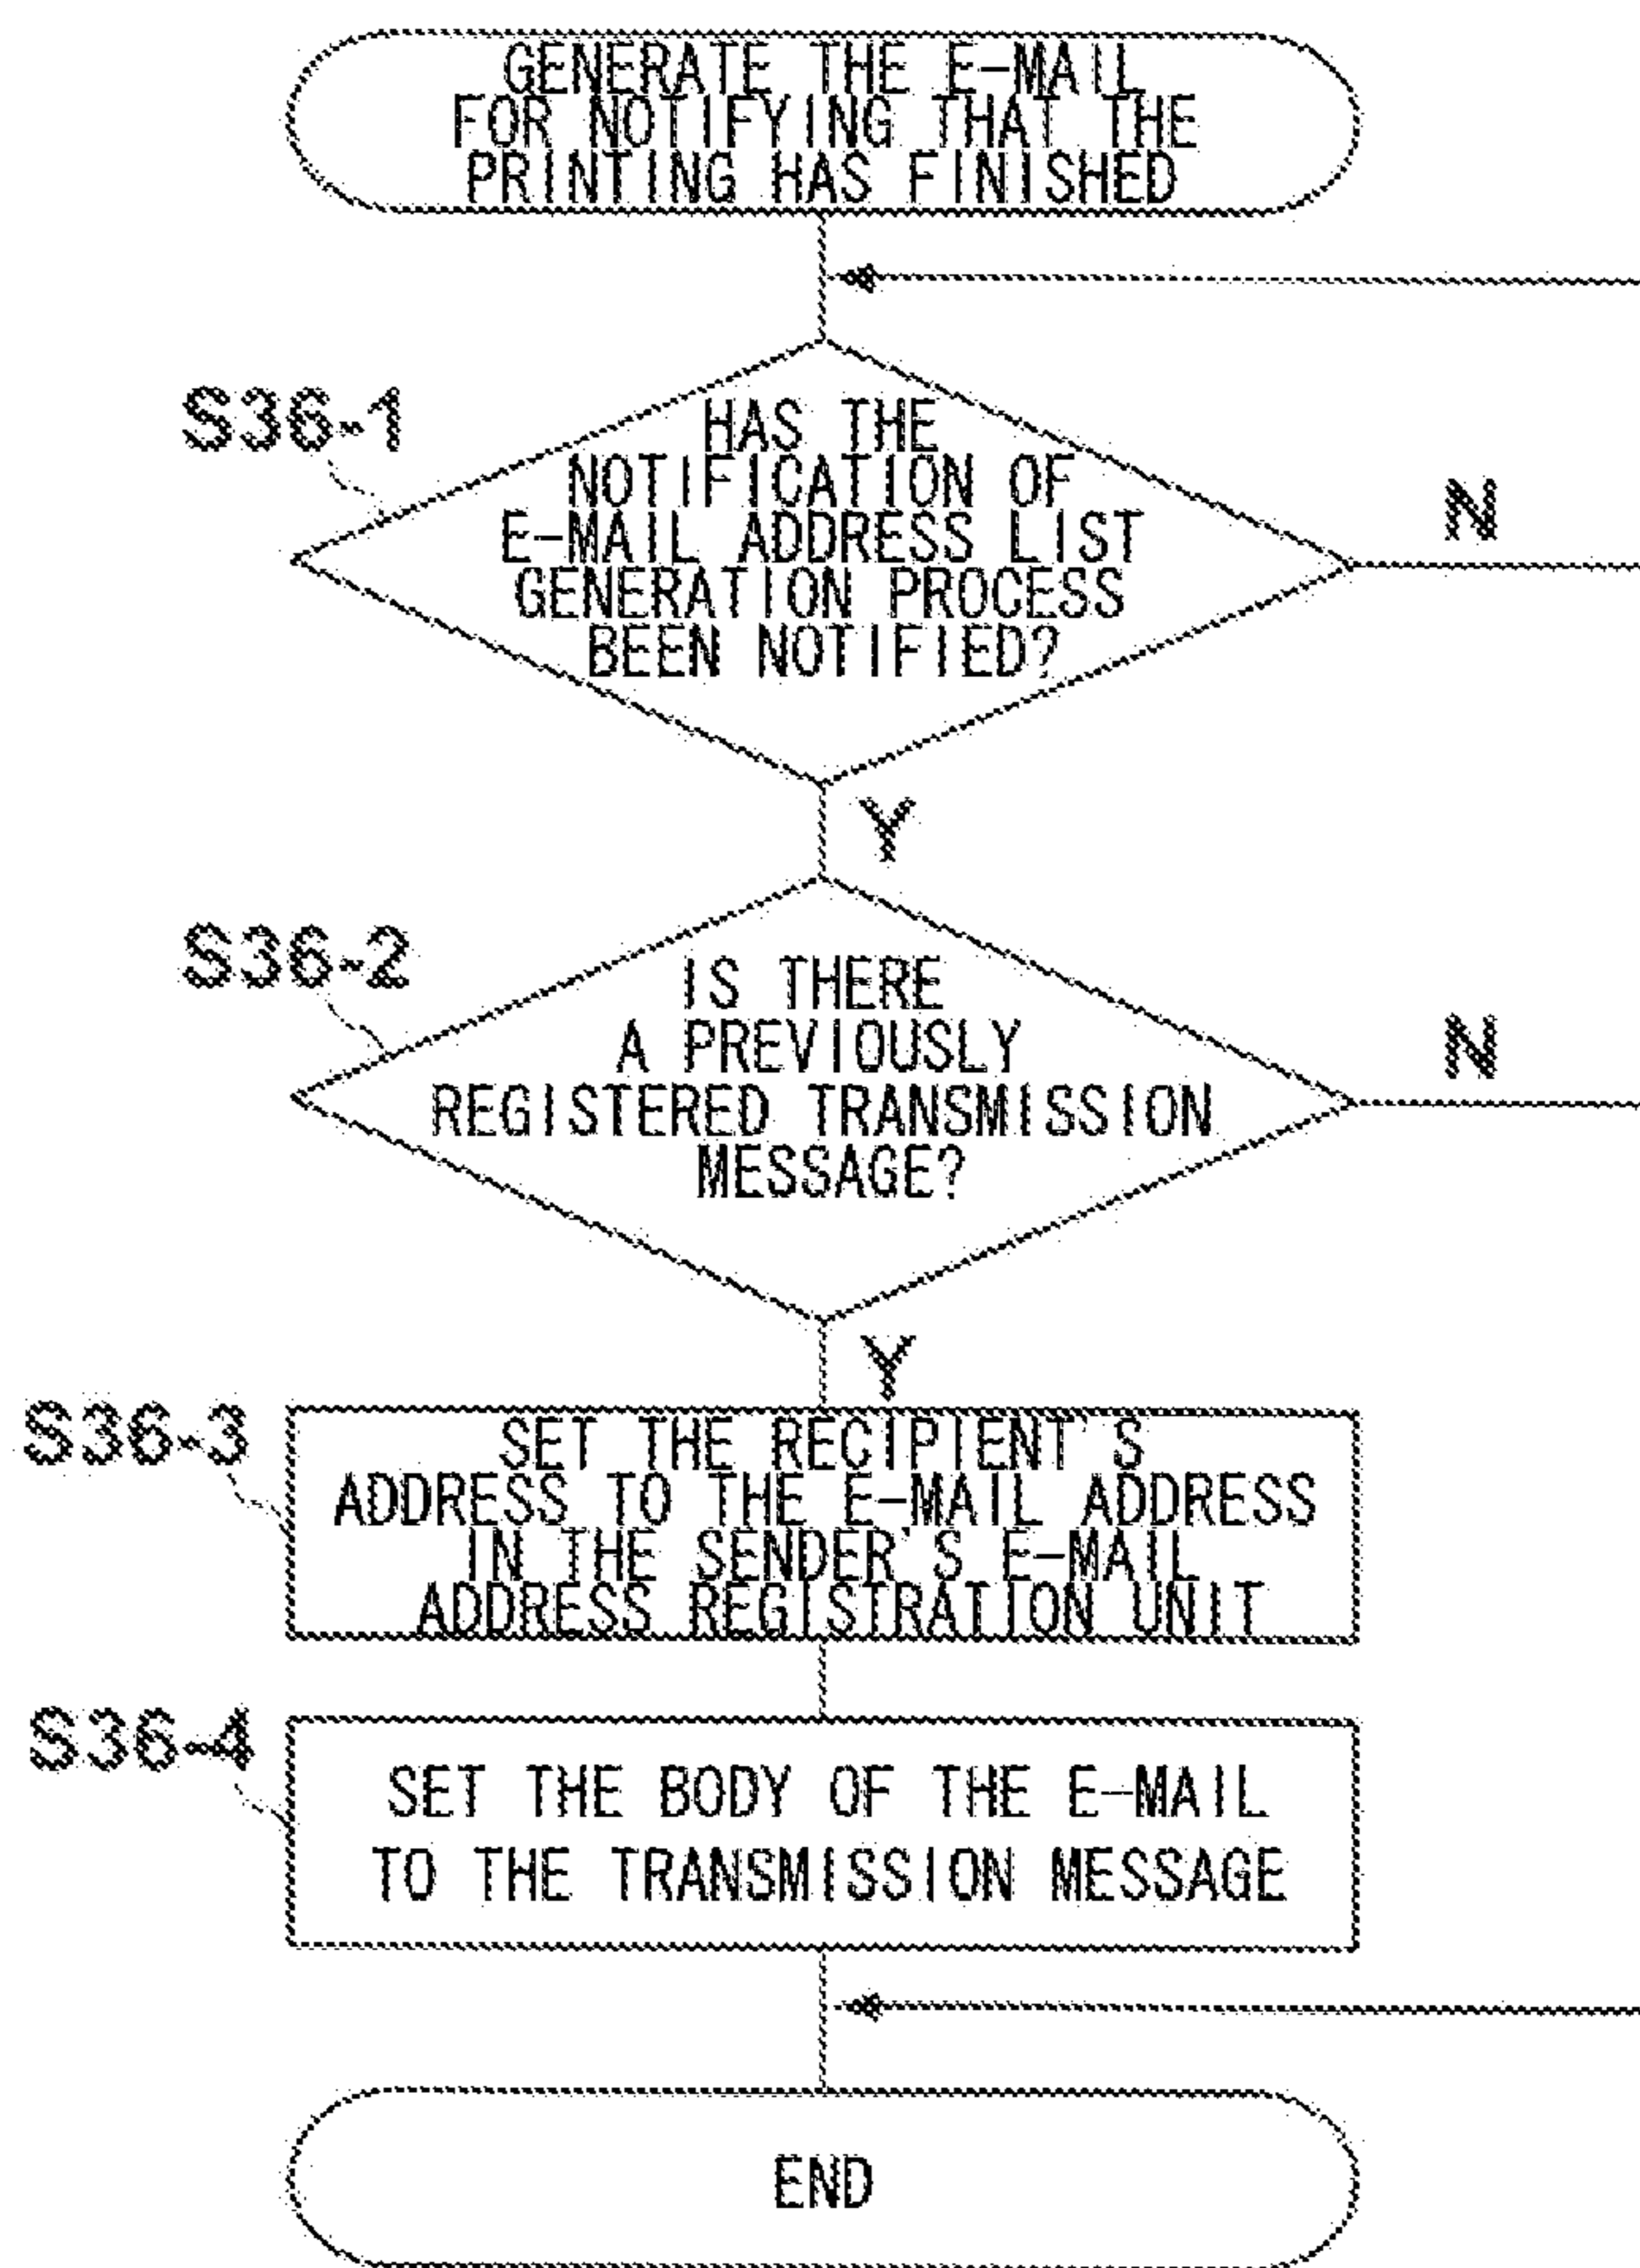 GENERATE THE E-MAIL
FOR NOTIFYING THAT THE
PRINTING HAS FINISHED
S36-1
HAS THE
NOTIFICATION OF
E-MAIL ADDRESS LIST
GENERATION PROCESS
BEEN NOTIFIED?
N
Y
S36-2
IS THERE
A PREVIOUSLY
REGISTERED TRANSMISSION
MESSAGE?
N
Y
S36-3
SET THE RECIPIENT'S
ADDRESS TO THE E-MAIL ADDRESS
IN THE SENDER'S E-MAIL
ADDRESS REGISTRATION UNIT
S36-4
SET THE BODY OF THE E-MAIL
TO THE TRANSMISSION MESSAGE
END